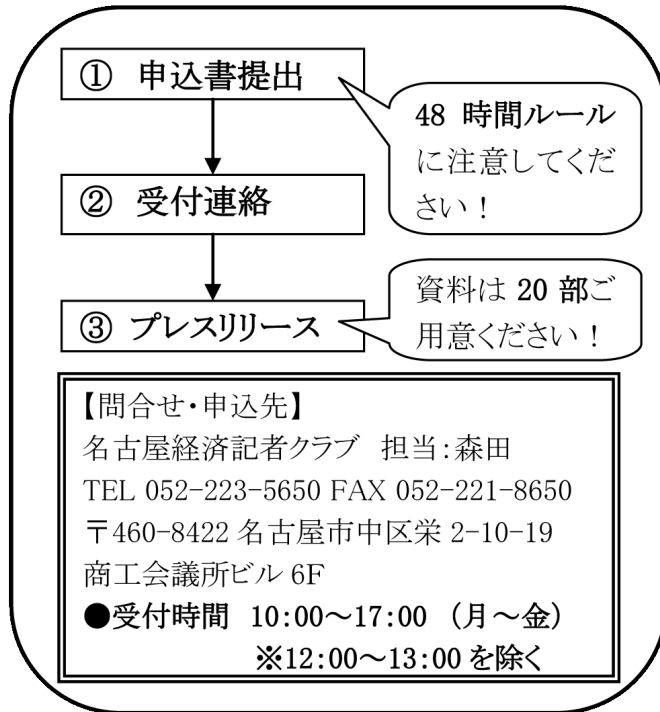 ① 申込書提出
48 時間ルール
に注意してくだ
さい！
② 受付連絡
資料は 20 部ご
用意ください！
③ プレスリリース
【問合せ・申込先】
名古屋経済記者クラブ 担当：森田
TEL 052-223-5650 FAX 052-221-8650
〒460-8422 名古屋市中区栄 2-10-19
商工会議所ビル 6F
●受付時間 10:00～17:00 （月～金）
※12:00～13:00 を除く